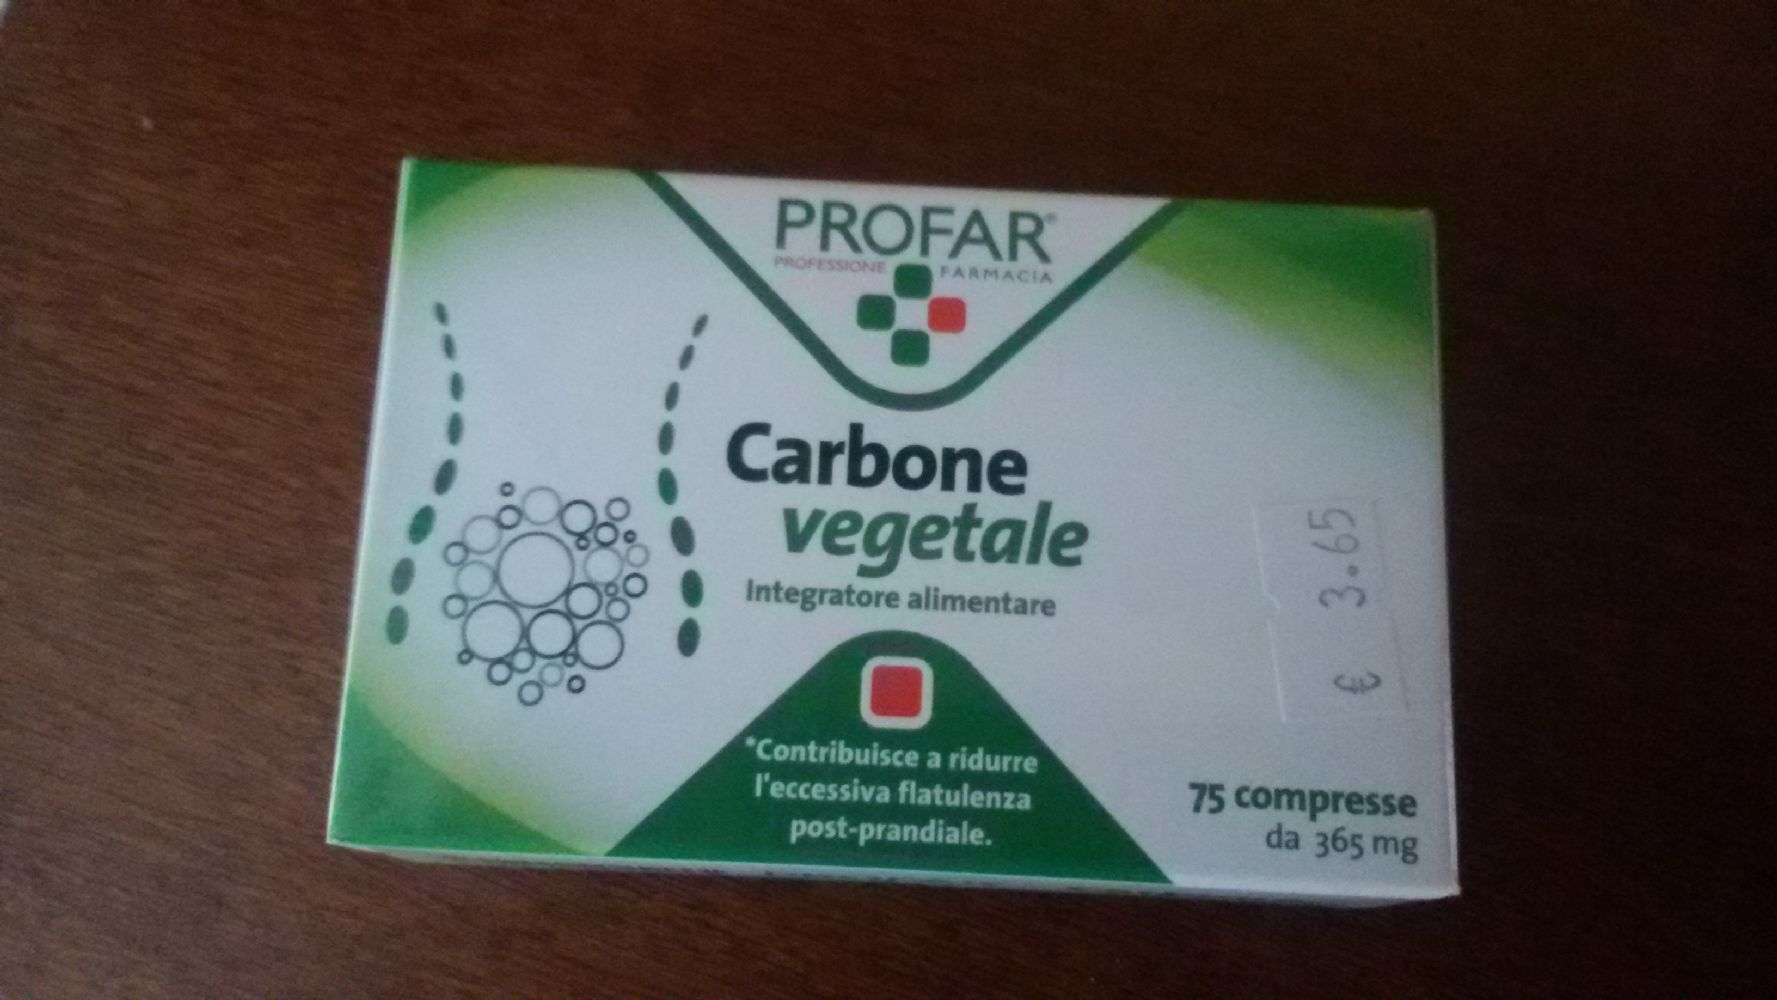 PROFAR®
PROFESSIONE FARMACIA
Carbone
vegetale
Integratore alimentare
*Contribuisce a ridurre
l'eccessiva flatulenza
post-prandiale.
75 compresse
da 365 mg
€ 3.65